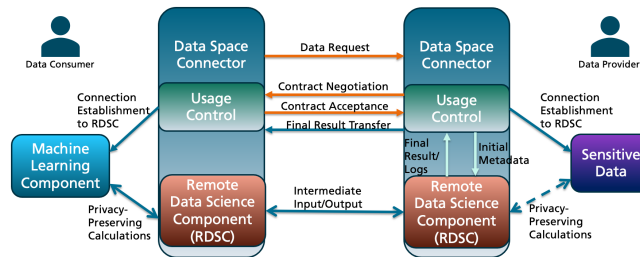 Data Consumer
Data Space
Connector
Data Request
Data Space
Connector
Data Provider
Connection
Establishment
to RDSC
Usage
Control
Contract Negotiation
Contract Acceptance
Final Result Transfer
Usage
Control
Connection
Establishment
to RDSC
Machine
Learning
Component
Final
Result/
Logs
Initial
Metadata
Sensitive
Data
Privacy-
Preserving
Calculations
Remote
Data Science
Component
(RDSC)
Intermediate
Input/Output
Remote
Data Science
Component
(RDSC)
Privacy-
Preserving
Calculations